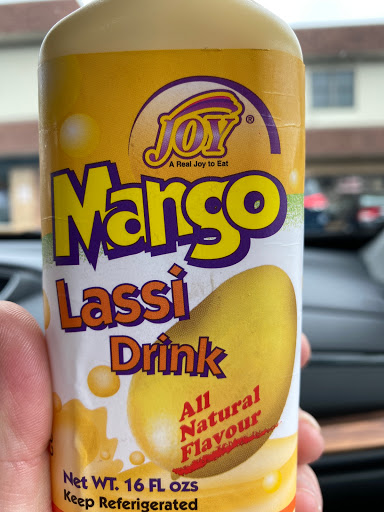 JOY®
A Real Joy to Eat
Mango
Lassi
Drink
All
Natural
Flavour
Net WT. 16 FL OZS
Keep Referigerated